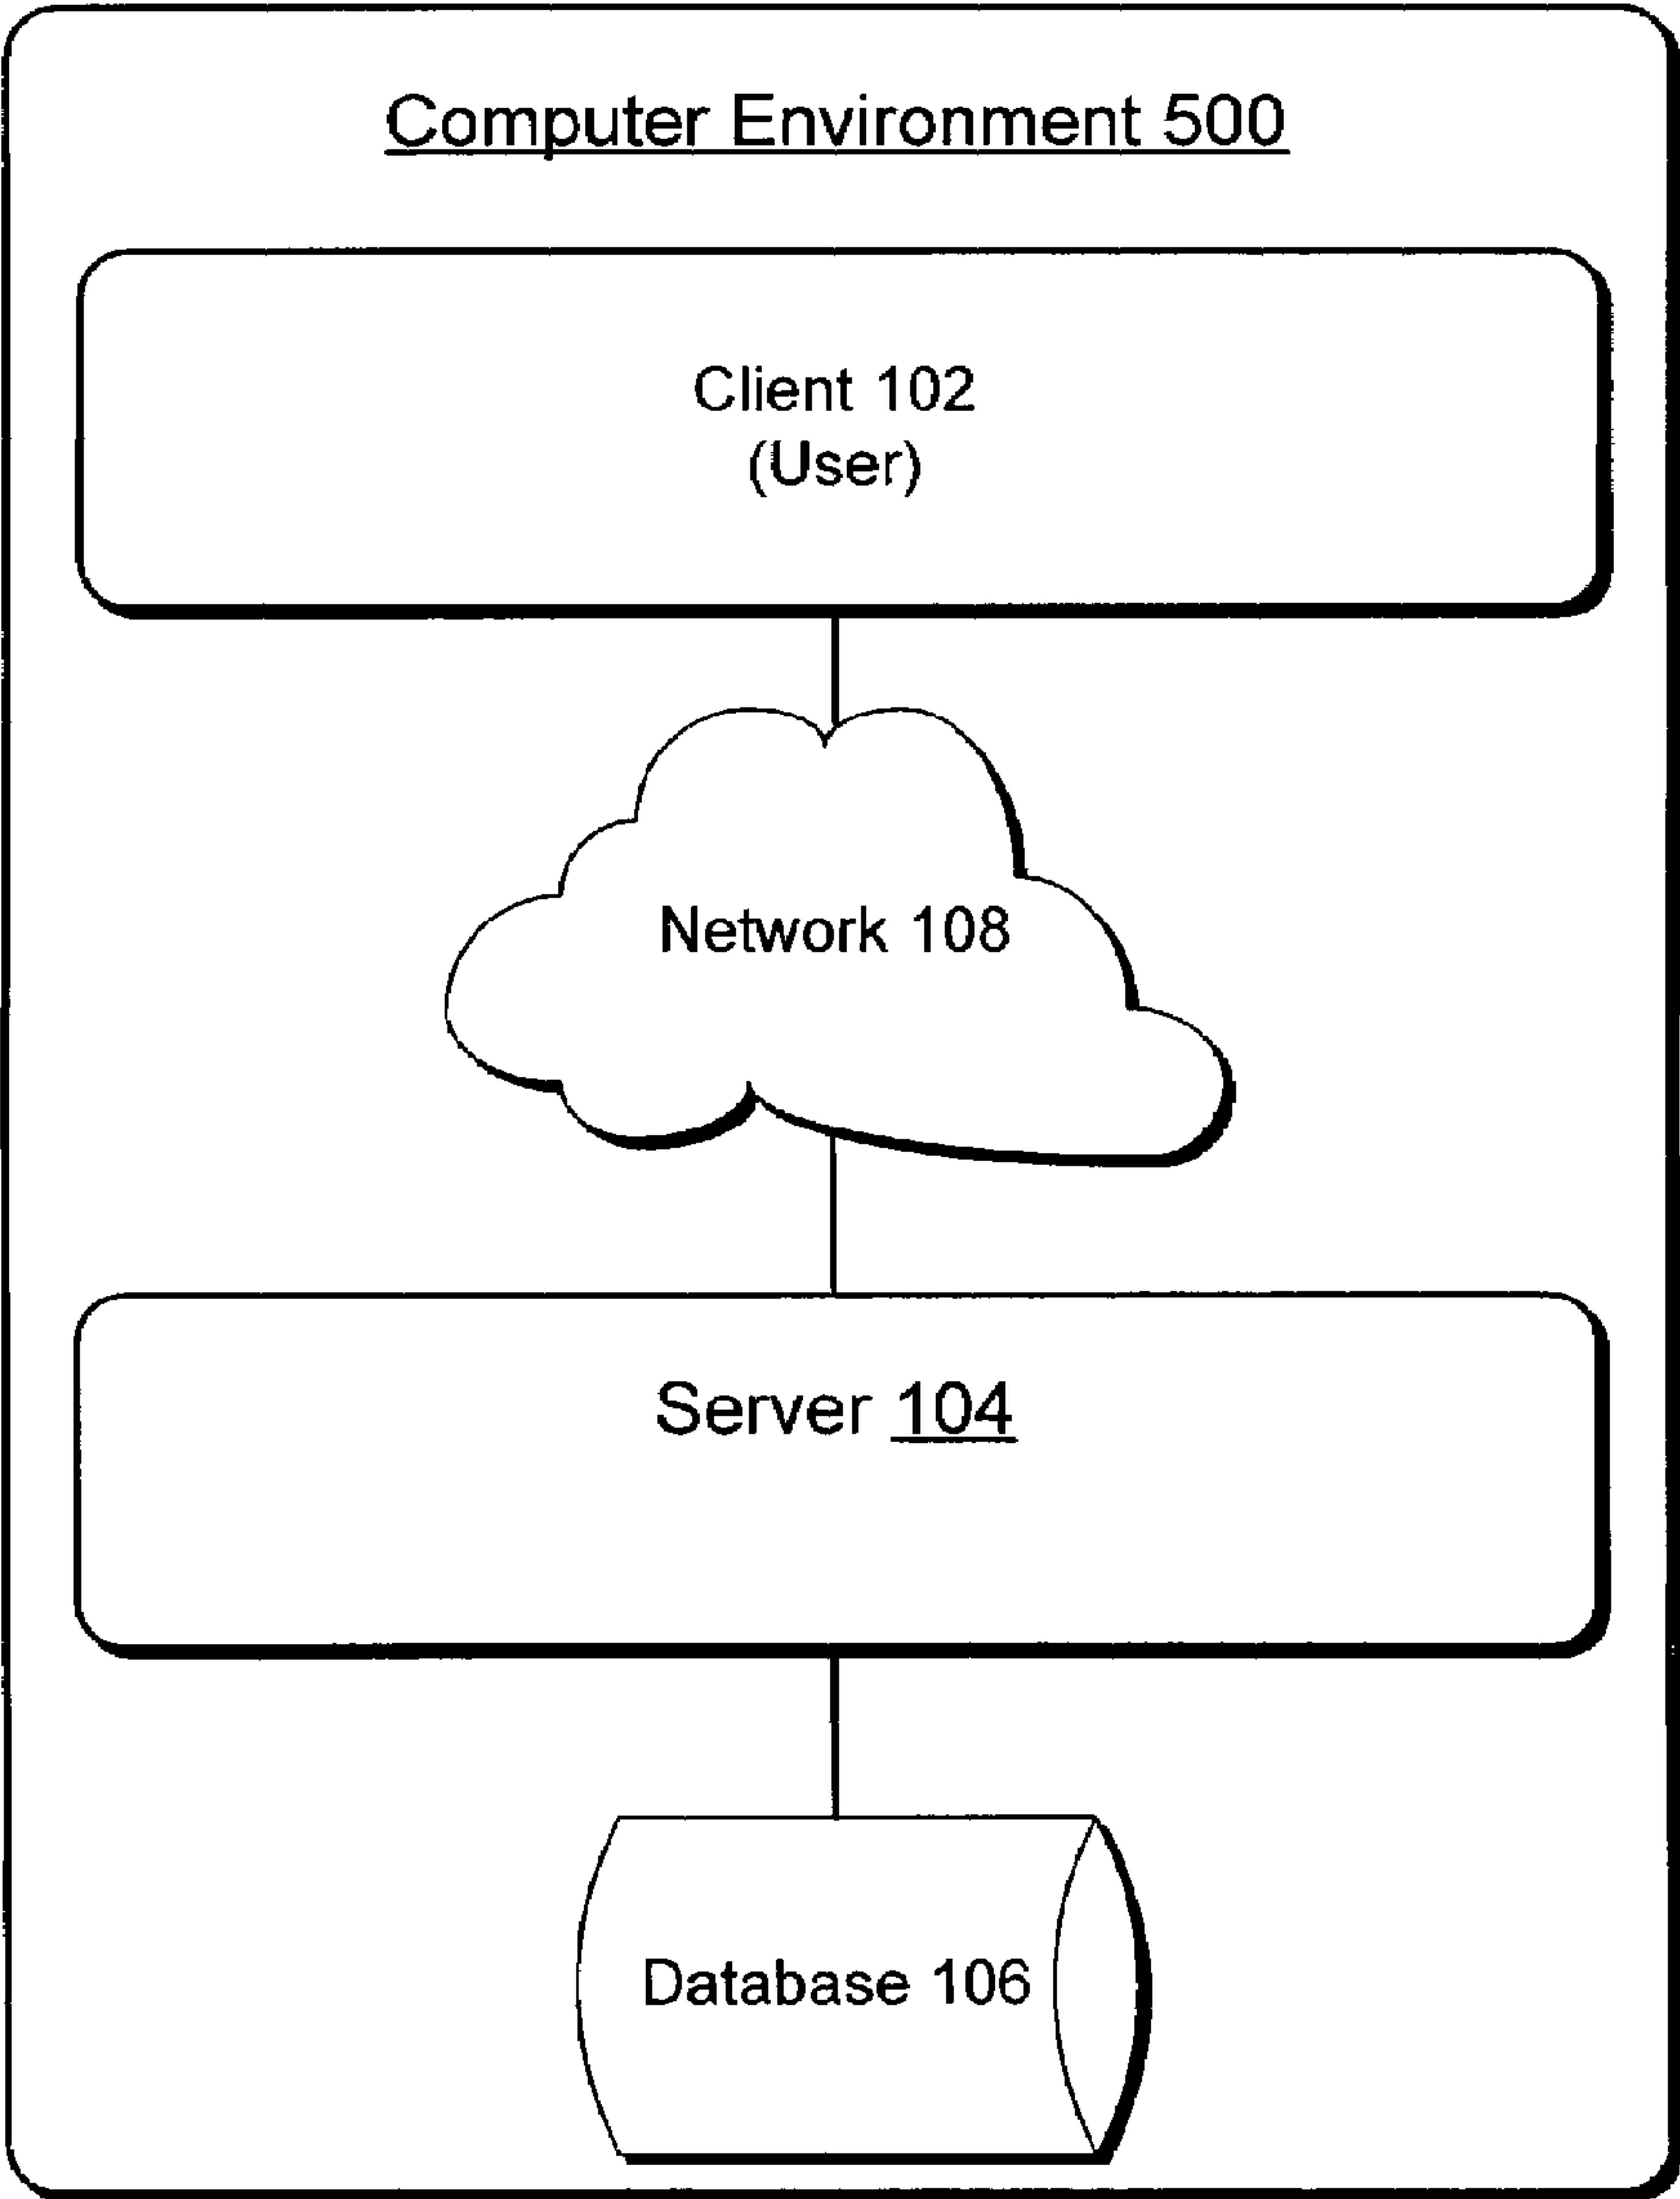 Computer Environment 500
Client 102
(User)
Network 108
Server 104
Database 106